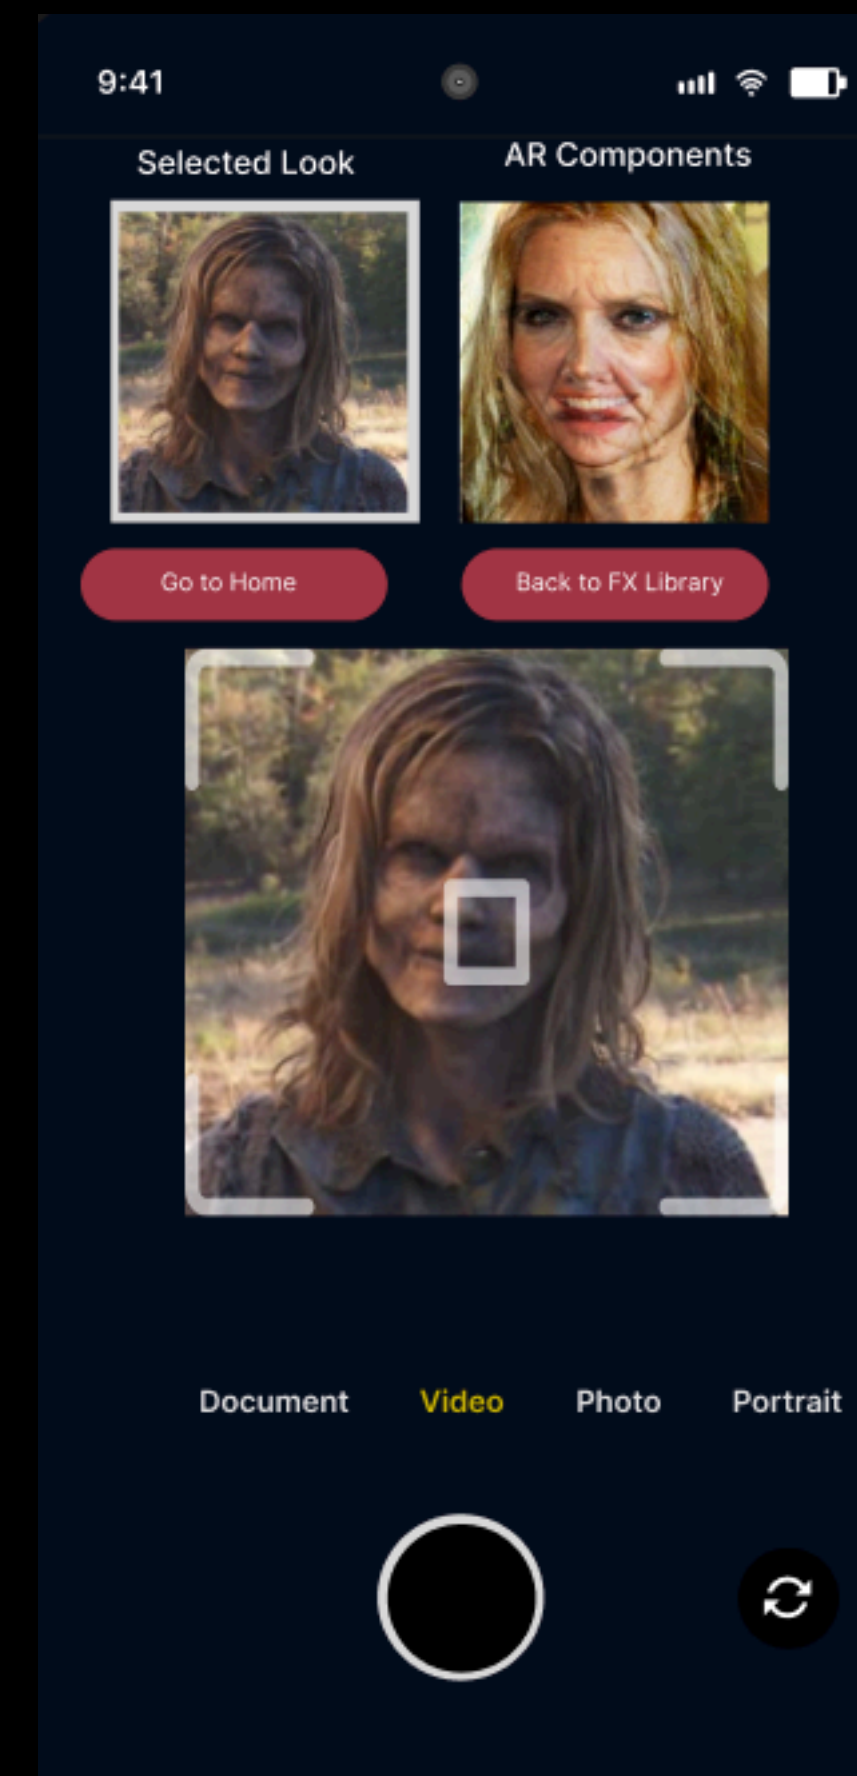 9:41
Selected Look
AR Components
Go to Home
Back to FX Library
Document
Video
Photo
Portrait